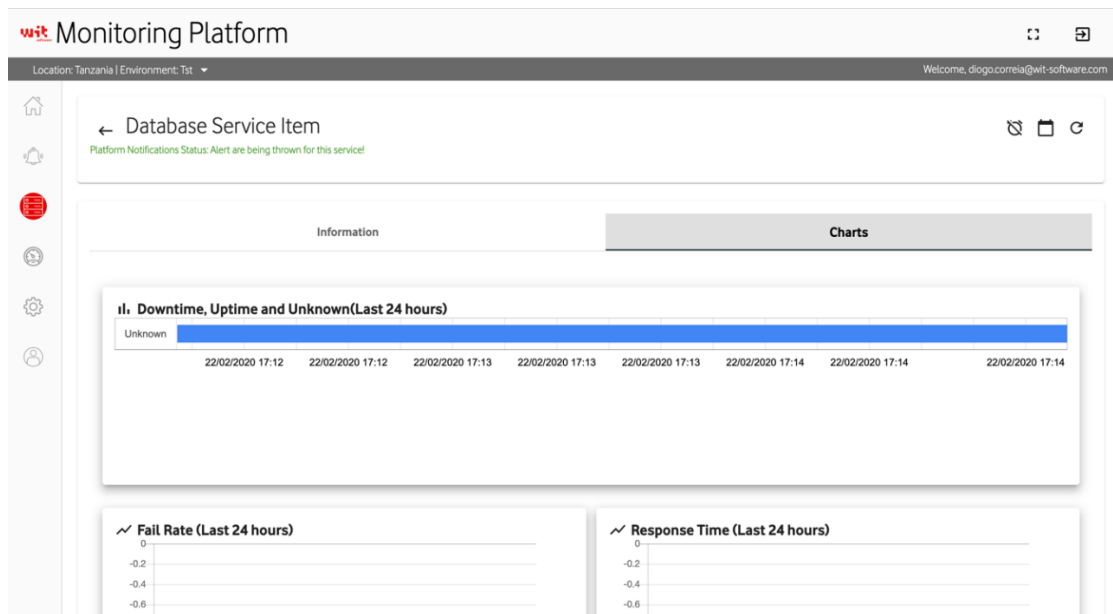 wit Monitoring Platform
software
Location: Tanzania | Environment: Tst
Welcome, diogo.correia@wit-software.com
Database Service Item
Platform Notifications Status: Alert are being thrown for this service!
Information
Charts
Downtime, Uptime and Unknown(Last 24 hours)
Unknown
22/02/2020 17:12 22/02/2020 17:12 22/02/2020 17:13 22/02/2020 17:13 22/02/2020 17:13 22/02/2020 17:14 22/02/2020 17:14 22/02/2020 17:14
Fail Rate (Last 24 hours)
0
-0.2
-0.4
-0.6
Response Time (Last 24 hours)
0
-0.2
-0.4
-0.6